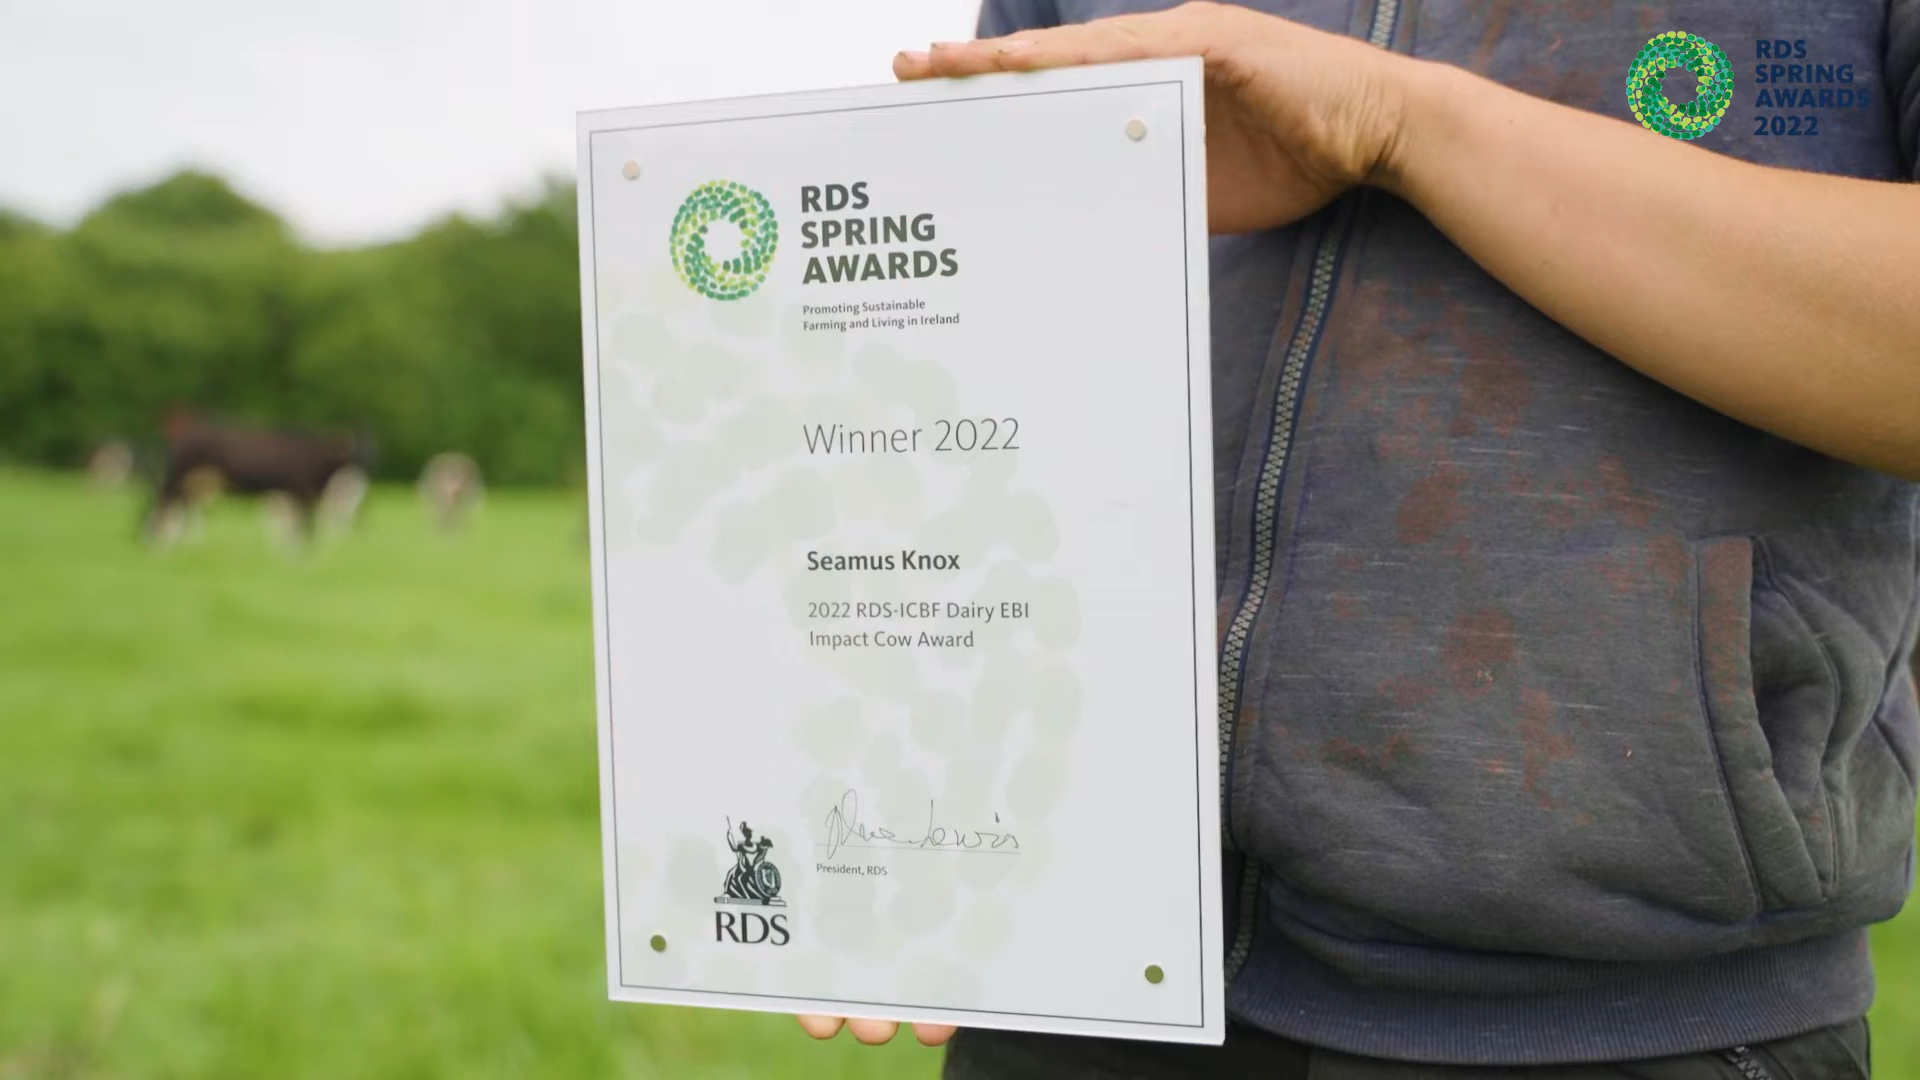 RDS
SPRING
AWARDS
2022
RDS
SPRING
AWARDS
Promoting Sustainable
Farming and Living in Ireland
Winner 2022
Seamus Knox
2022 RDS-ICBF Dairy EBI
Impact Cow Award
President, RDS
RDS